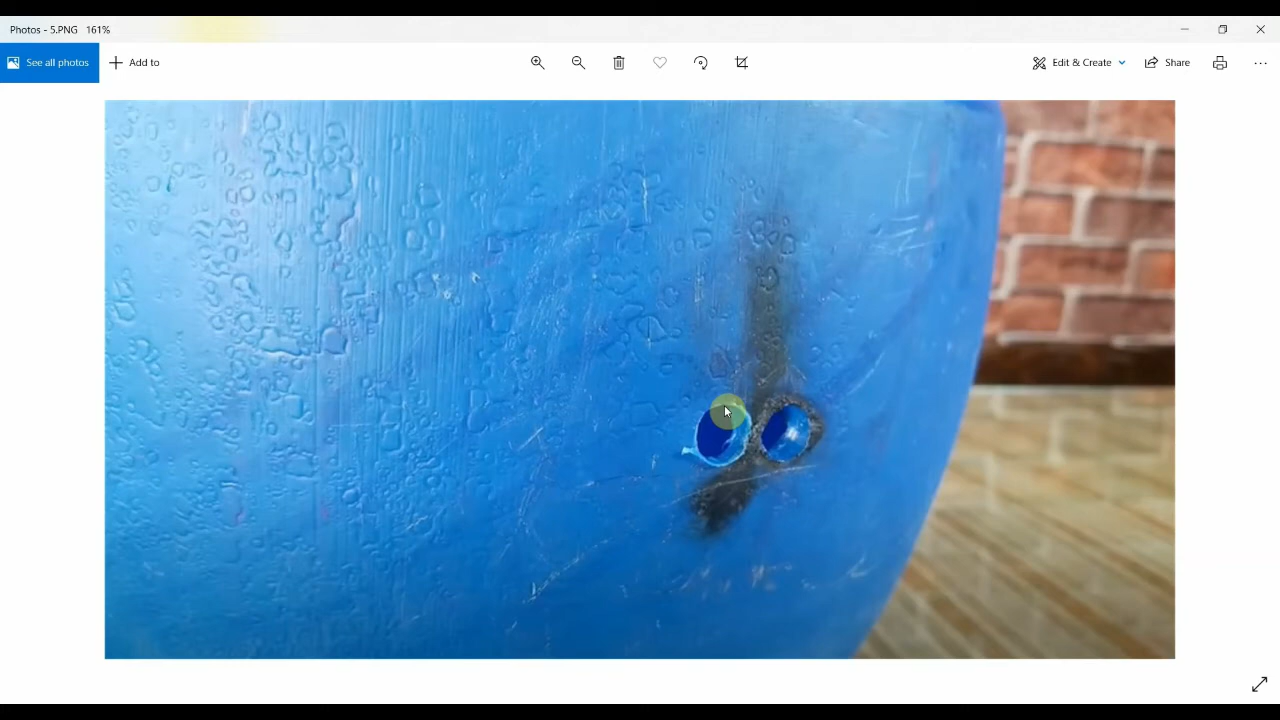 Photos - 5.PNG 161%
See all photos
Add to
Edit & Create
Share